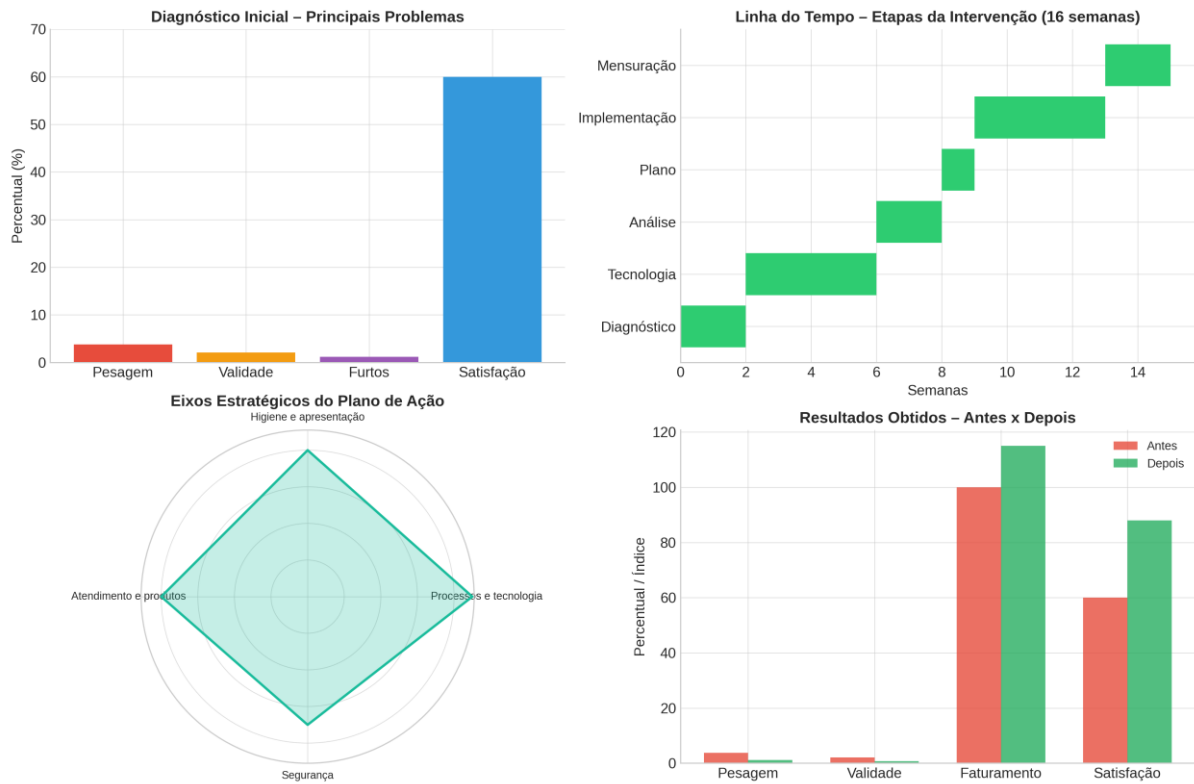 Diagnóstico Inicial – Principais Problemas
Percentual (%)
70
60
50
40
30
20
10
0
Pesagem
Validade
Furtos
Satisfação
Linha do Tempo – Etapas da Intervenção (16 semanas)
Mensuração
Implementação
Plano
Análise
Tecnologia
Diagnóstico
0 2 4 6 8 10 12 14
Semanas
Eixos Estratégicos do Plano de Ação
Higiene e apresentação
Atendimento e produtos
Processos e tecnologia
Segurança
Resultados Obtidos – Antes x Depois
Antes
Depois
Percentual / Índice
120
100
80
60
40
20
0
Pesagem
Validade
Faturamento
Satisfação